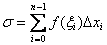 σ = ∑_{i=0}^{n-1} f(ξ_i)Δx_i